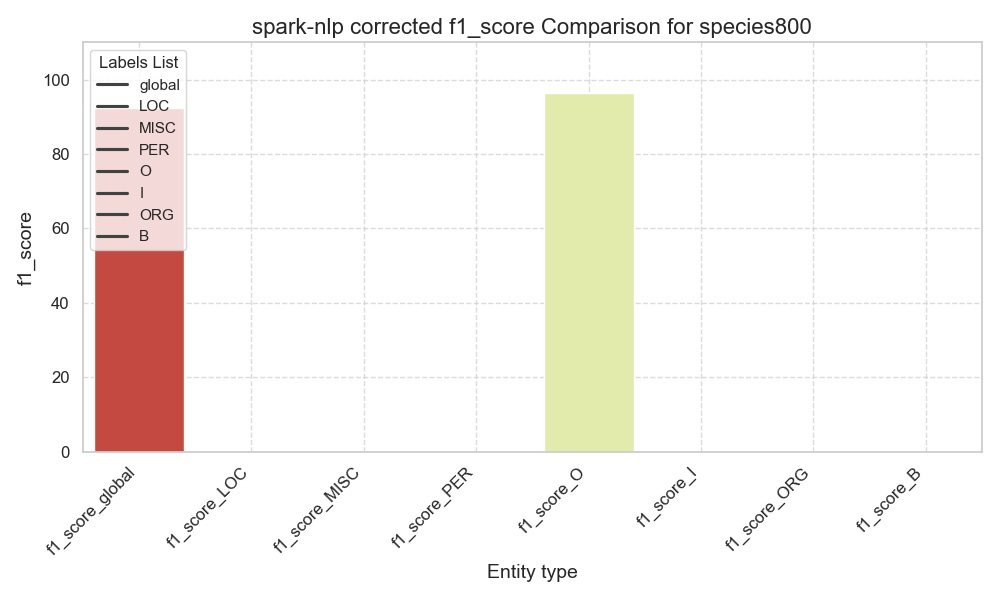 spark-nlp corrected f1_score Comparison for species800
Labels List
global
LOC
MISC
PER
O
I
ORG
B
f1_score
100
80
60
40
20
0
f1_score_global
f1_score_LOC
f1_score_MISC
f1_score_PER
f1_score_O
f1_score_I
f1_score_ORG
f1_score_B
Entity type